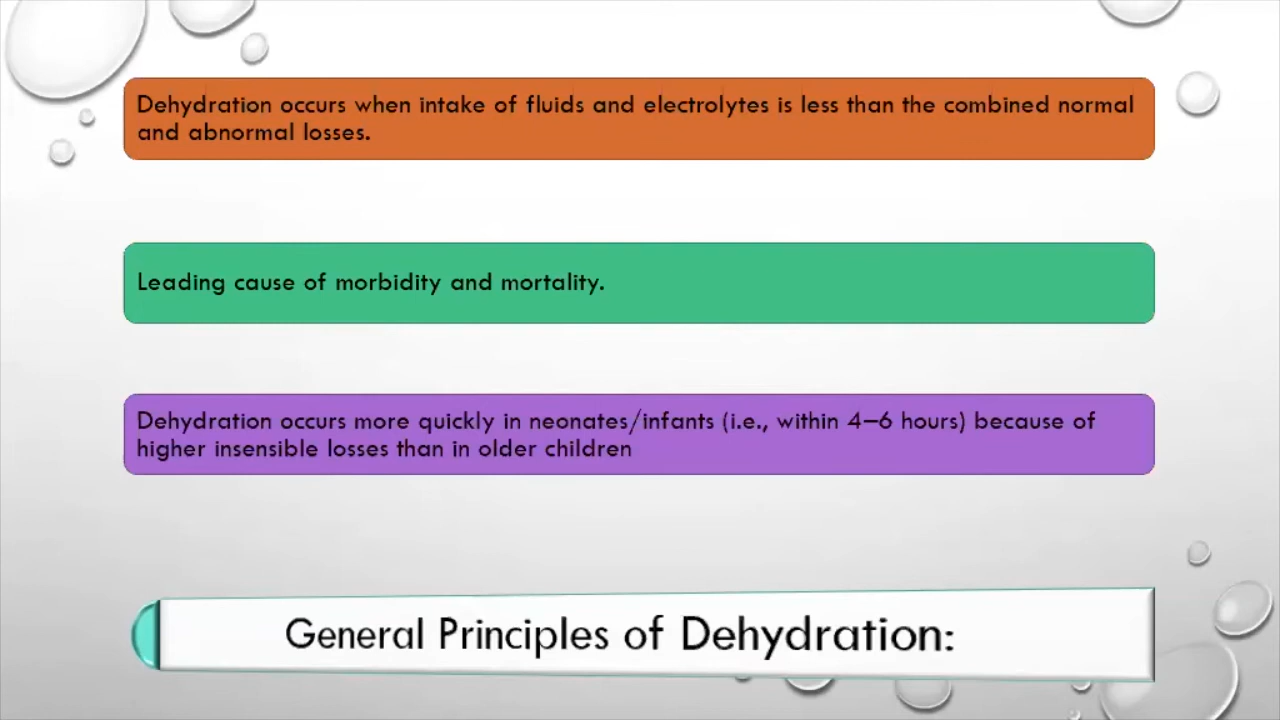 Dehydration occurs when intake of fluids and electrolytes is less than the combined normal
and abnormal losses.
Leading cause of morbidity and mortality.
Dehydration occurs more quickly in neonates/infants (i.e., within 4–6 hours) because of
higher insensible losses than in older children
General Principles of Dehydration: